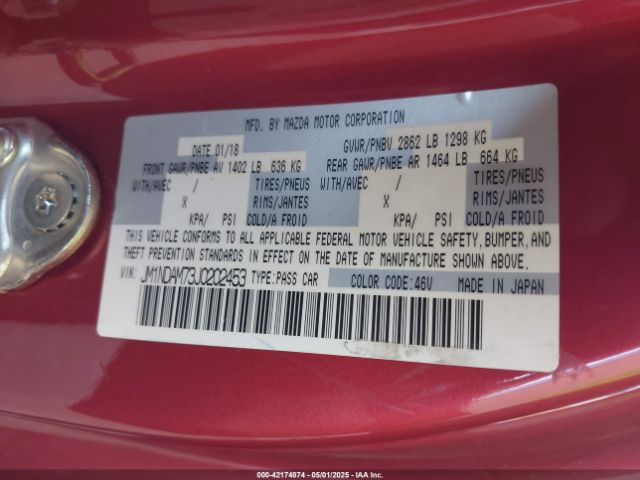 MFD. BY MAZDA MOTOR CORPORATION
DATE 01/18 GVWR/PNBV 2862 LB 1298 KG
FRONT GAWR/PNBE AV 1402 LB 636 KG REAR GAWR/PNBE AR 1464 LB 664 KG
WITH/AVEC / TIRES/PNEUS WITH/AVEC / TIRES/PNEUS
X RIMS/JANTES X RIMS/JANTES
KPA/ PSI COLD/A FROID KPA/ PSI COLD/A FROID
THIS VEHICLE CONFORMS TO ALL APPLICABLE FEDERAL MOTOR VEHICLE SAFETY, BUMPER, AND
THEFT PREVENTION STANDARDS IN EFFECT ON THE DATE OF MANUFACTURE SHOWN ABOVE.
VIN: JM1NDAM73J0202453 TYPE:PASS CAR COLOR CODE:46V MADE IN JAPAN
000-42174874 | 05/01/2025 | IAAI.com